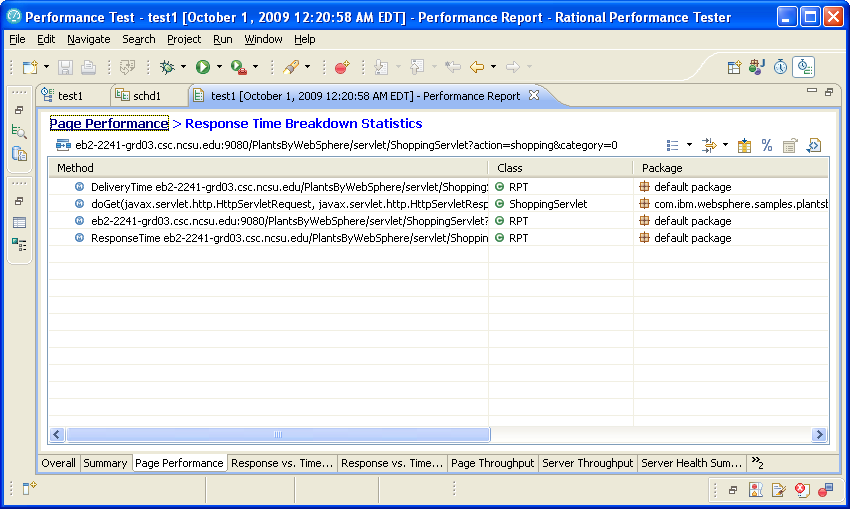 Performance Test - test1 [October 1, 2009 12:20:58 AM EDT] - Performance Report - Rational Performance Tester
File Edit Navigate Search Project Run Window Help
test1 schd1 test1 [October 1, 2009 12:20:58 AM EDT] - Performance Report
Page Performance > Response Time Breakdown Statistics
eb2-2241-grd03.csc.ncsu.edu:9080/PlantsByWebSphere/servlet/ShoppingServlet?action=shopping&category=0
Method Class Package
DeliveryTime eb2-2241-grd03.csc.ncsu.edu/PlantsByWebSphere/servlet/ShoppingS RPT default package
doGet(javax.servlet.http.HttpServletRequest, javax.servlet.http.HttpServletResp ShoppingServlet com.ibm.websphere.samples.plantsb
eb2-2241-grd03.csc.ncsu.edu:9080/PlantsByWebSphere/servlet/ShoppingServlet? RPT default package
ResponseTime eb2-2241-grd03.csc.ncsu.edu/PlantsByWebSphere/servlet/Shoppin RPT default package
Overall Summary Page Performance Response vs. Time... Response vs. Time... Page Throughput Server Throughput Server Health Sum... »2